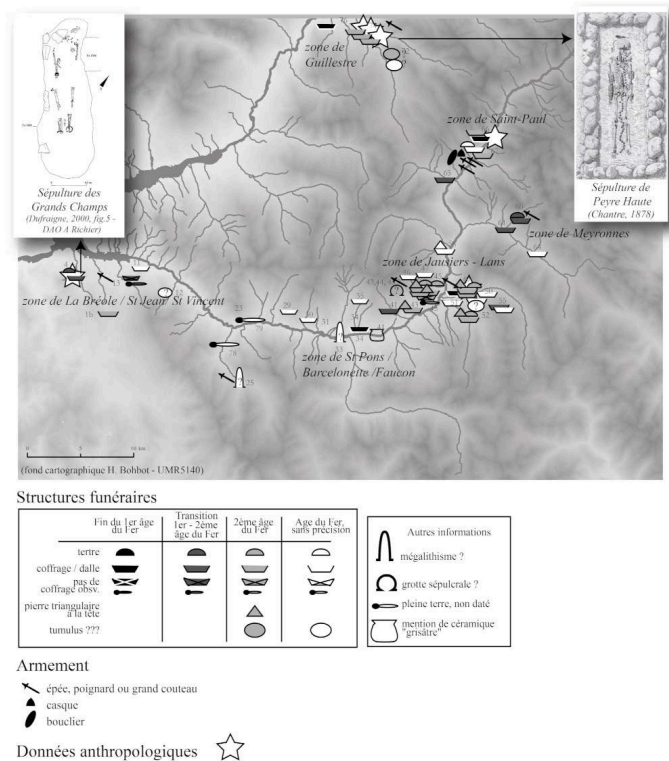 zone de
Guillestre
zone de Saint-Paul
Sépulture des
Grands Champs
(Dufraigne, 2000, fig.5 -
DAO A Richier)
Sépulture de
Peyre Haute
(Chantre, 1878)
zone de Meyronnes
zone de Jausiers - Lans
zone de La Bréole / St Jean/ St Vincent
zone de St Pons /
Barcelonette /Faucon
0 5 10 km
(fond cartographique H. Bohbot - UMR5140)
Structures funéraires
Fin du 1er âge
du Fer
Transition
1er - 2ème
âge du Fer
2ème âge
du Fer
Age du Fer,
sans précision
tertre
coffrage / dalle
pas de
coffrage obsv.
pierre triangulaire
à la tête
tumulus ???
Autres informations
mégalithisme ?
grotte sépulcrale ?
pleine terre, non daté
mention de céramique
"grisâtre"
Armement
épée, poignard ou grand couteau
casque
bouclier
Données anthropologiques